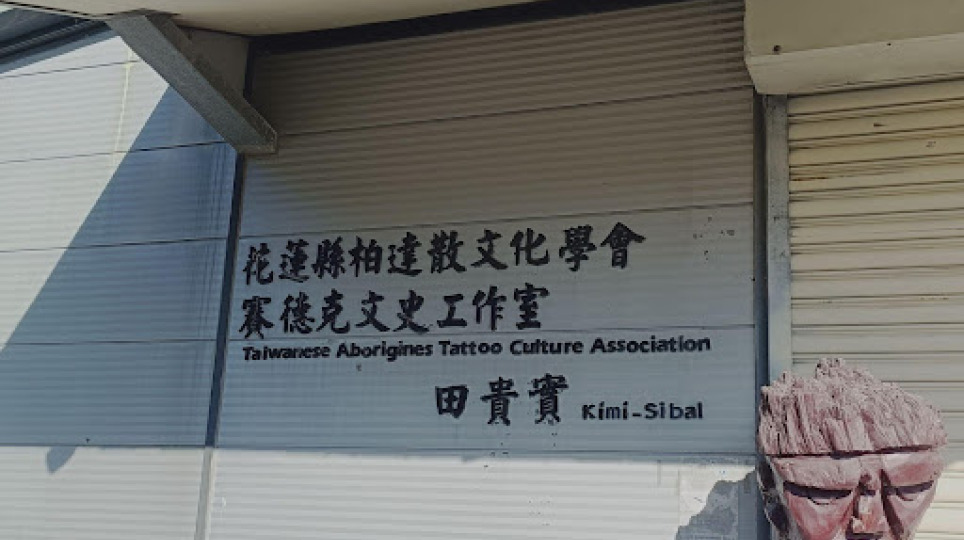 花蓮縣柏達散文化學會
賽德克文史工作室
Taiwanese Aborigines Tattoo Culture Association
田貴實 Kimi-Sibal